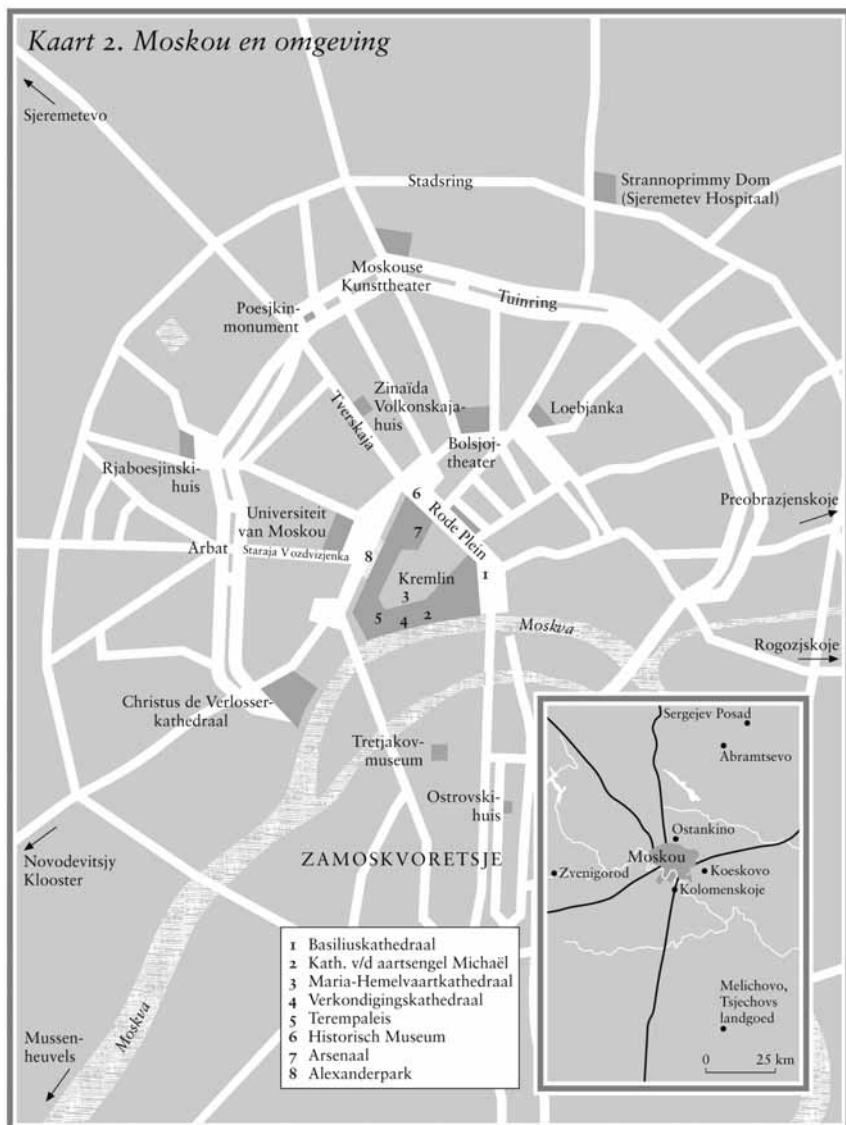 Kaart 2. Moskou en omgeving
Sjeremetevo
Stadsring
Strannoprimmy Dom
(Sjeremetev Hospitaal)
Moskouse
Kunsttheater
Tuinring
Poesjkin-
monument
Tverskaja
Zinaïda
Volkonskaja-
huis
Bolsjoj-
theater
Loebjanka
Rjaboesjinski-
huis
Universiteit
van Moskou
6
Rode Plein
7
Preobrazjenskoje
Arbat
Staraja Vozdvizjenka
8
Kremlin
1
3
5
4
2
Moskva
Rogozjskoje
Christus de Verlosser-
kathedraal
Tretjakov-
museum
Ostrovski-
huis
Novodevitsjy
Klooster
ZAMOSKVORETSJE
Moskva
Mussen-
heuvels
1 Basiliuskathedraal
2 Kath. v/d aartsengel Michaël
3 Maria-Hemelvaartkathedraal
4 Verkondigingskathedraal
5 Terempaleis
6 Historisch Museum
7 Arsenaal
8 Alexanderpark
Sergejev Posad
Abramtsevo
Ostankino
Moskou
Zvenigorod
Koeskovo
Kolomenskoje
Melichovo,
Tsjechovs
landgoed
0 25 km